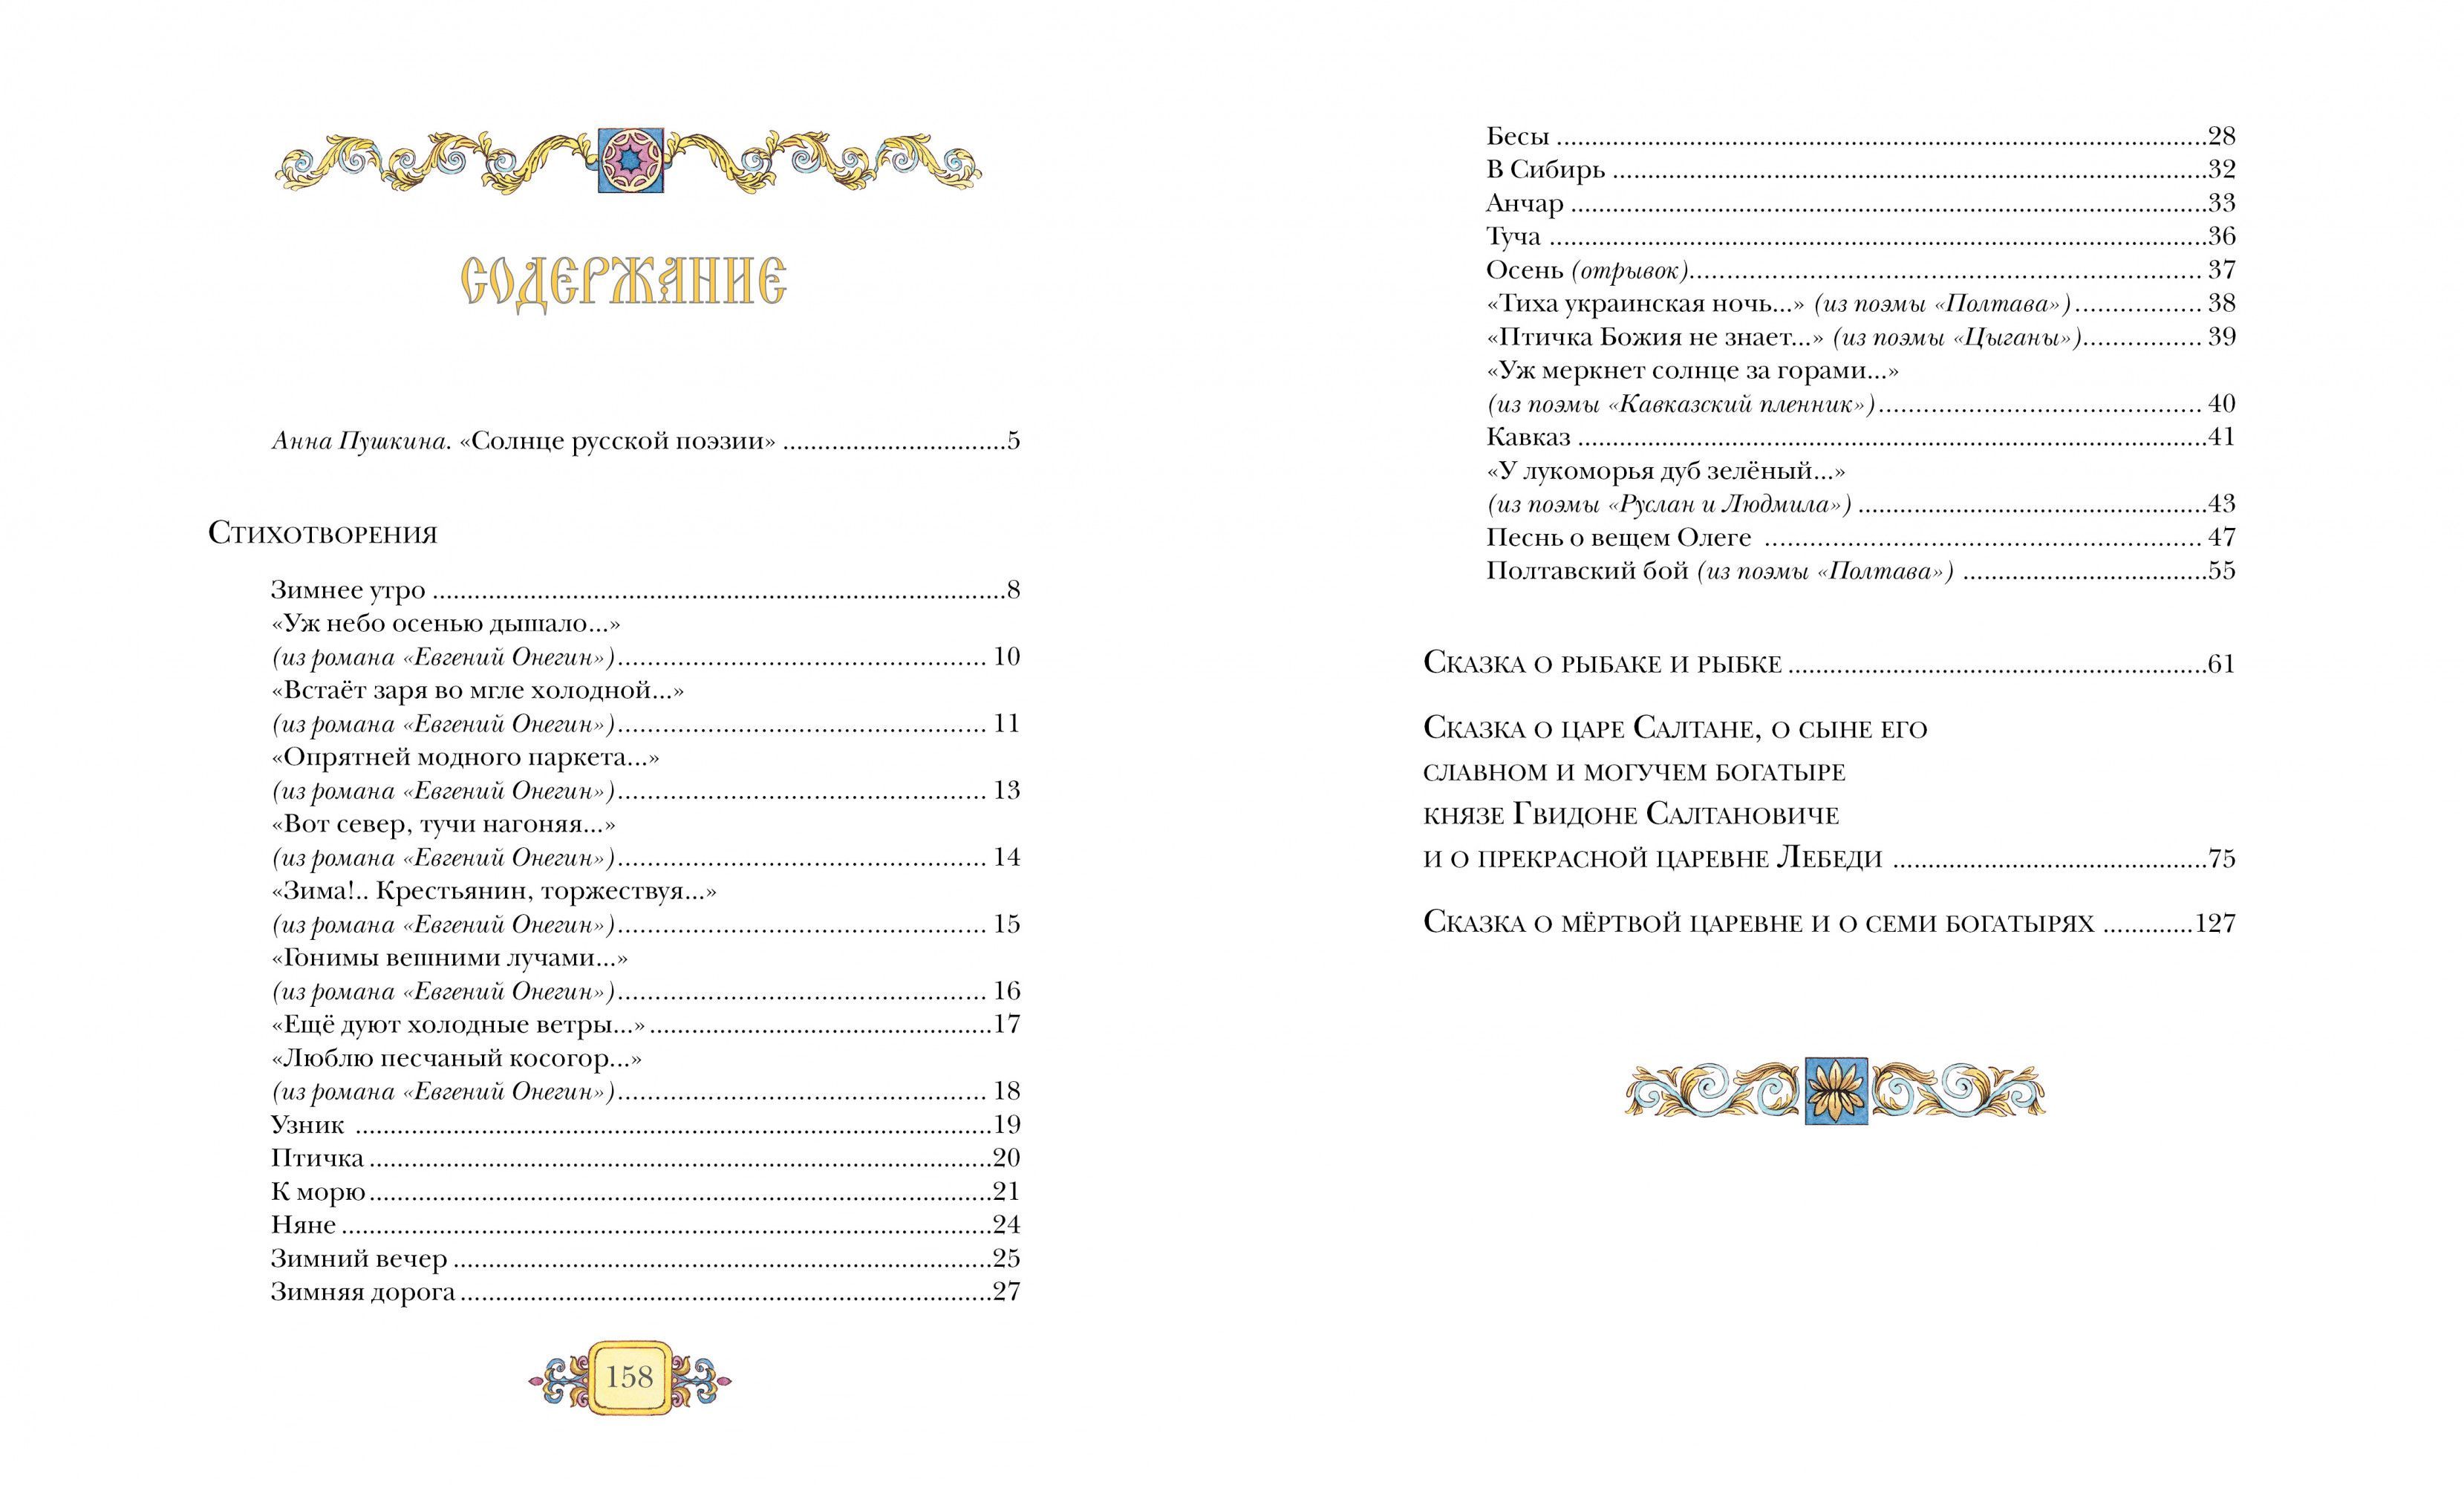 СОДЕРЖАНИЕ
Анна Пушкина. «Солнце русской поэзии» ................................5
Стихотворения
Зимнее утро ..................................................................................8
«Уж небо осенью дышало...»
(из романа «Евгений Онегин»)....................................... 10
«Встаёт заря во мгле холодной...»
(из романа «Евгений Онегин»)....................................... 11
«Опрятней модного паркета...»
(из романа «Евгений Онегин»)....................................... 13
«Вот север, тучи нагоняя...»
(из романа «Евгений Онегин»)....................................... 14
«Зима!.. Крестьянин, торжествуя...»
(из романа «Евгений Онегин»)....................................... 15
«Гонимы вешними лучами...»
(из романа «Евгений Онегин»)....................................... 16
«Ещё дуют холодные ветры...» .................................................17
«Люблю песчаный косогор...»
(из романа «Евгений Онегин»)....................................... 18
Узник ...........................................................................................19
Птичка .........................................................................................20
К морю .........................................................................................21
Няне .............................................................................................24
Зимний вечер .............................................................................25
Зимняя дорога ............................................................................27
158
Бесы .............................................................................................28
В Сибирь .....................................................................................32
Анчар ...........................................................................................33
Туча ..............................................................................................36
Осень (отрывок)....................................................... 37
«Тиха украинская ночь...» (из поэмы «Полтава») ................. 38
«Птичка Божия не знает...» (из поэмы «Цыганы»)................ 39
«Уж меркнет солнце за горами...»
(из поэмы «Кавказский пленник»)................................... 40
Кавказ ..........................................................................................41
«У лукоморья дуб зелёный...»
(из поэмы «Руслан и Людмила») ..................................................43
Песнь о вещем Олеге ......................................................... 47
Полтавский бой (из поэмы «Полтава») ...................................55
Сказка о рыбаке и рыбке ............................................................61
Сказка о царе Салтане, о сыне его
славном и могучем богатыре
князе Гвидоне Салтановиче
и о прекрасной царевне Лебеди .............................................75
Сказка о мёртвой царевне и о семи богатырях .............127